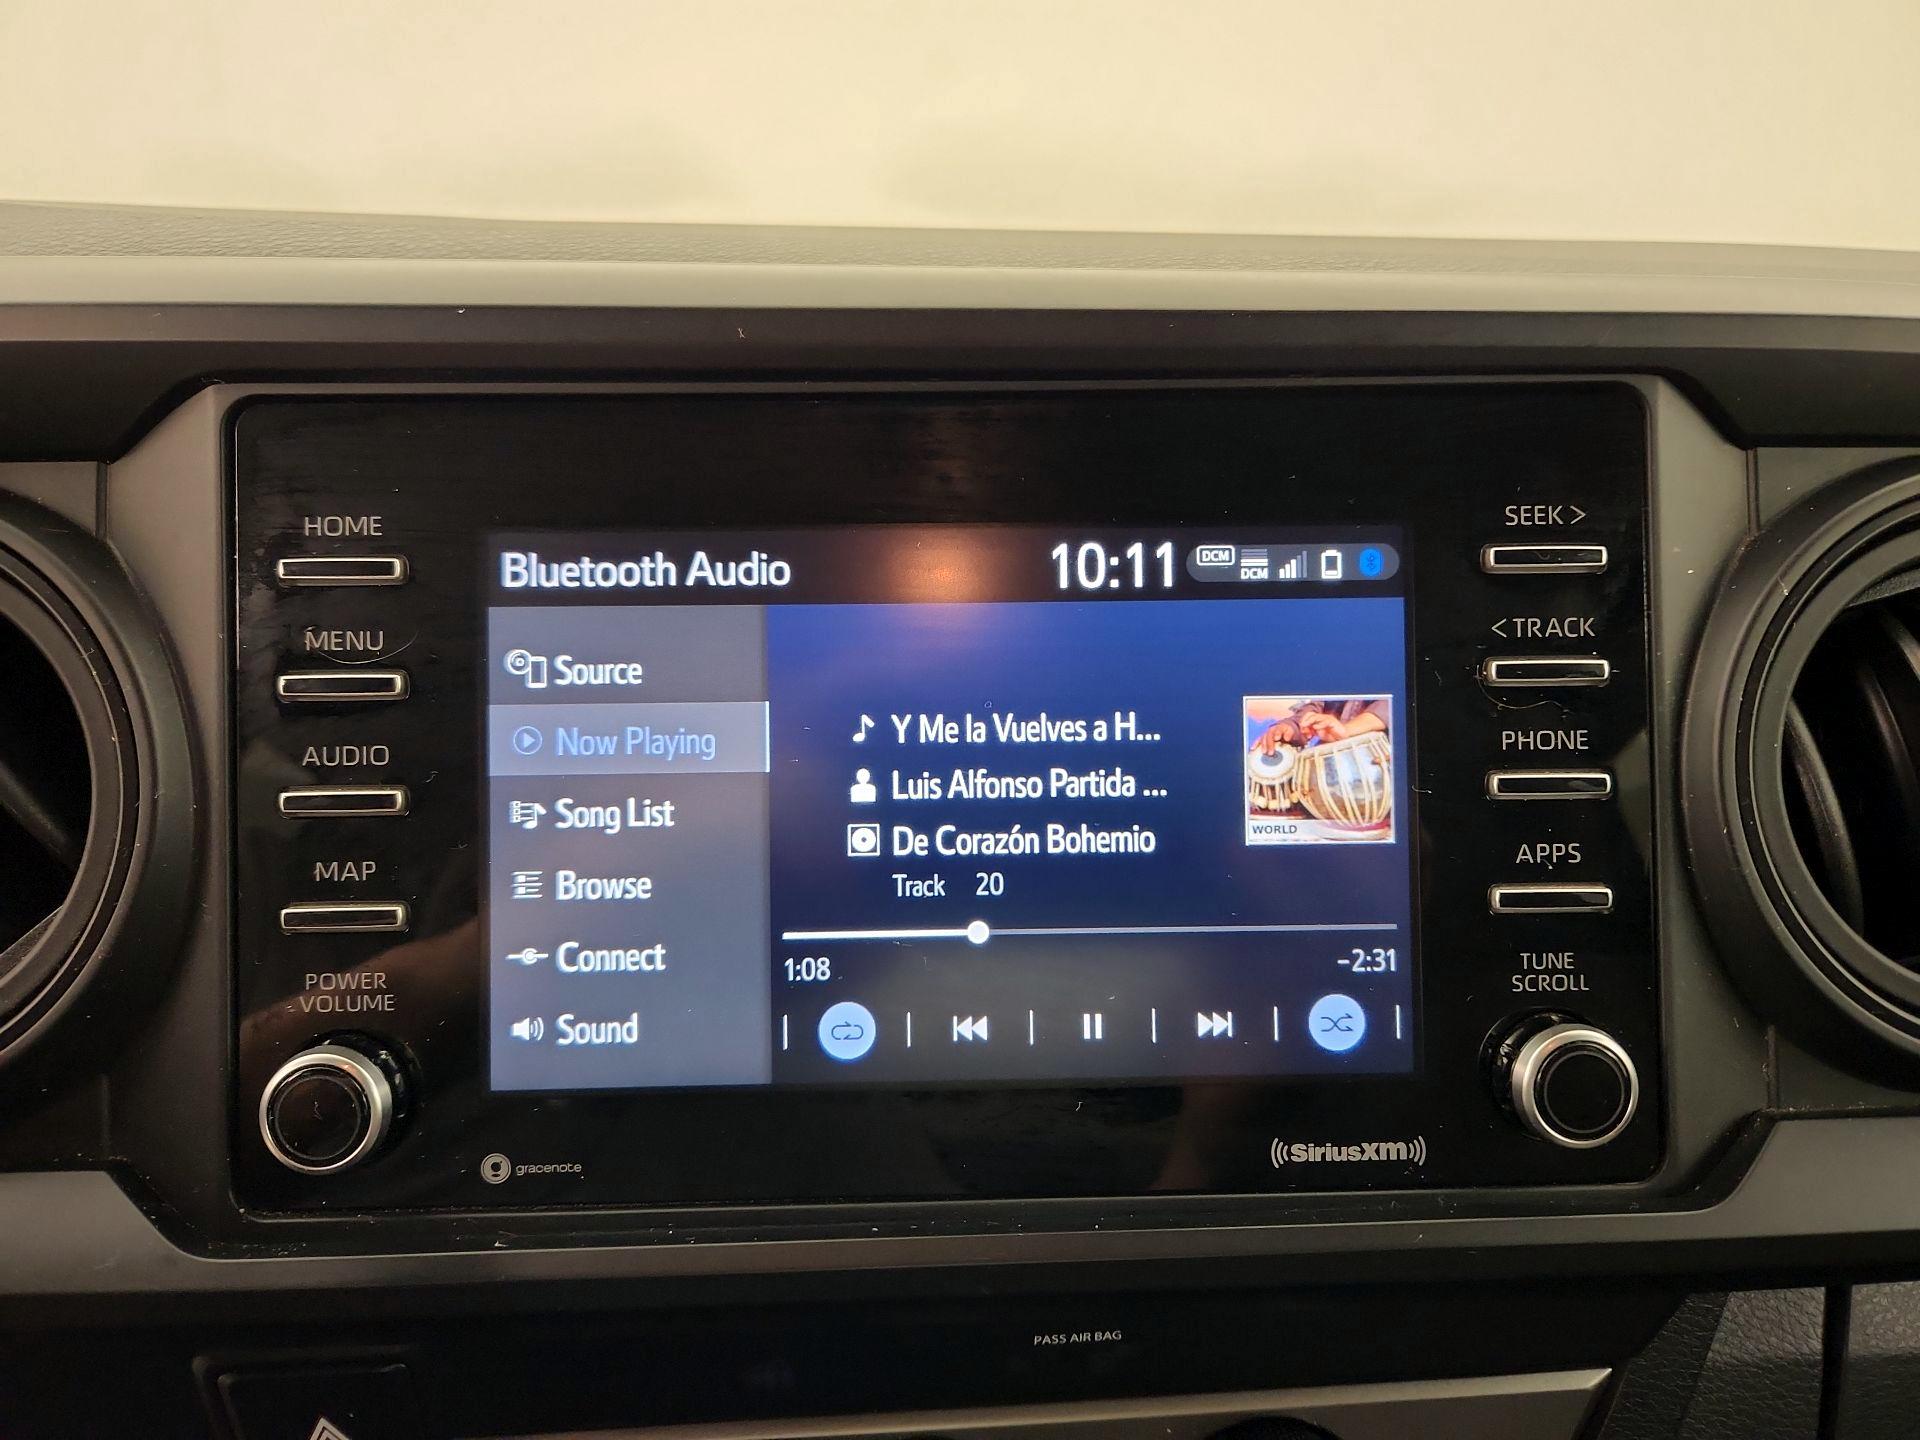 HOME
MENU
AUDIO
MAP
POWER
VOLUME
Bluetooth Audio
10:11
DCM
DCM
Source
Now Playing
Song List
Browse
Connect
Sound
Y Me la Vuelves a H...
Luis Alfonso Partida ...
De Corazón Bohemio
Track 20
WORLD
1:08
-2:31
SEEK >
< TRACK
PHONE
APPS
TUNE
SCROLL
gracenote
((SiriusXM))
PASS AIR BAG